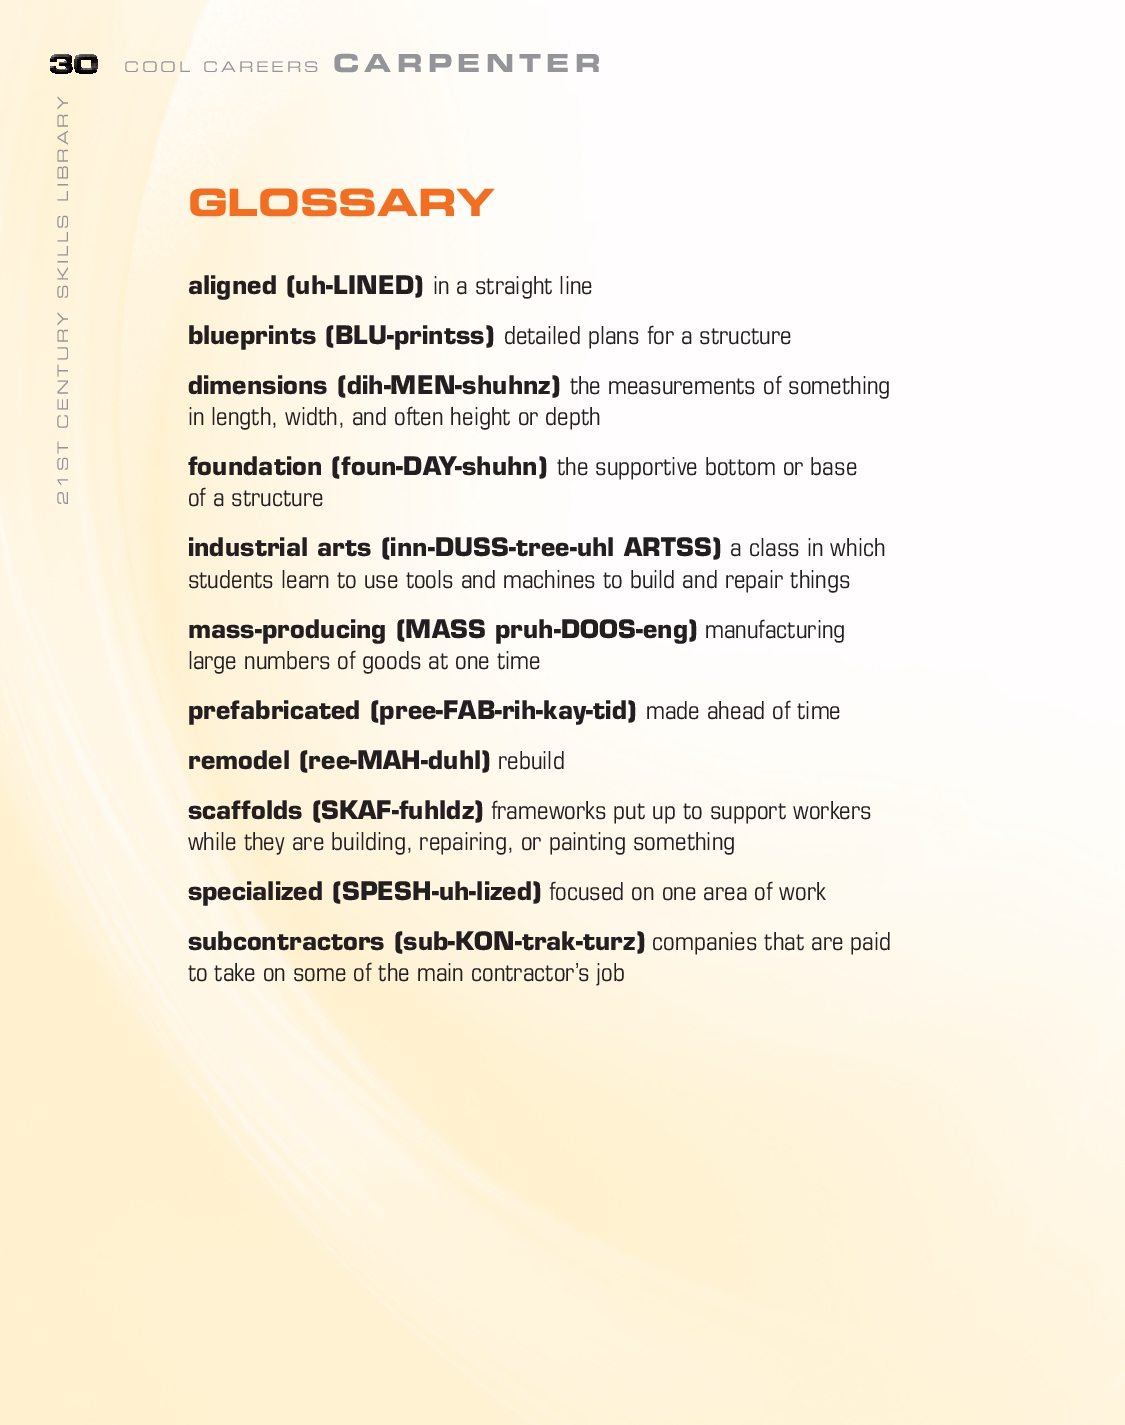 30 COOL CAREERS CARPENTER
21ST CENTURY SKILLS LIBRARY
GLOSSARY
aligned (uh-LINED) in a straight line
blueprints (BLU-printss) detailed plans for a structure
dimensions (dih-MEN-shuhnz) the measurements of something
in length, width, and often height or depth
foundation (foun-DAY-shuhn) the supportive bottom or base
of a structure
industrial arts (inn-DUSS-tree-uhl ARTSS) a class in which
students learn to use tools and machines to build and repair things
mass-producing (MASS pruh-DOOS-eng) manufacturing
large numbers of goods at one time
prefabricated (pree-FAB-rih-kay-tid) made ahead of time
remodel (ree-MAH-duhl) rebuild
scaffolds (SKAF-fuhldz) frameworks put up to support workers
while they are building, repairing, or painting something
specialized (SPESH-uh-lized) focused on one area of work
subcontractors (sub-KON-trak-turz) companies that are paid
to take on some of the main contractor's job